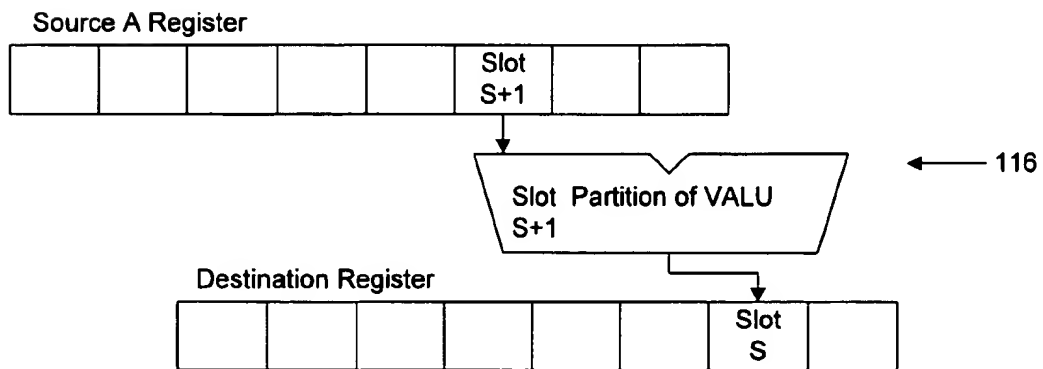 Source A Register
Slot
S+1
116
Slot Partition of VALU
S+1
Destination Register
Slot
S